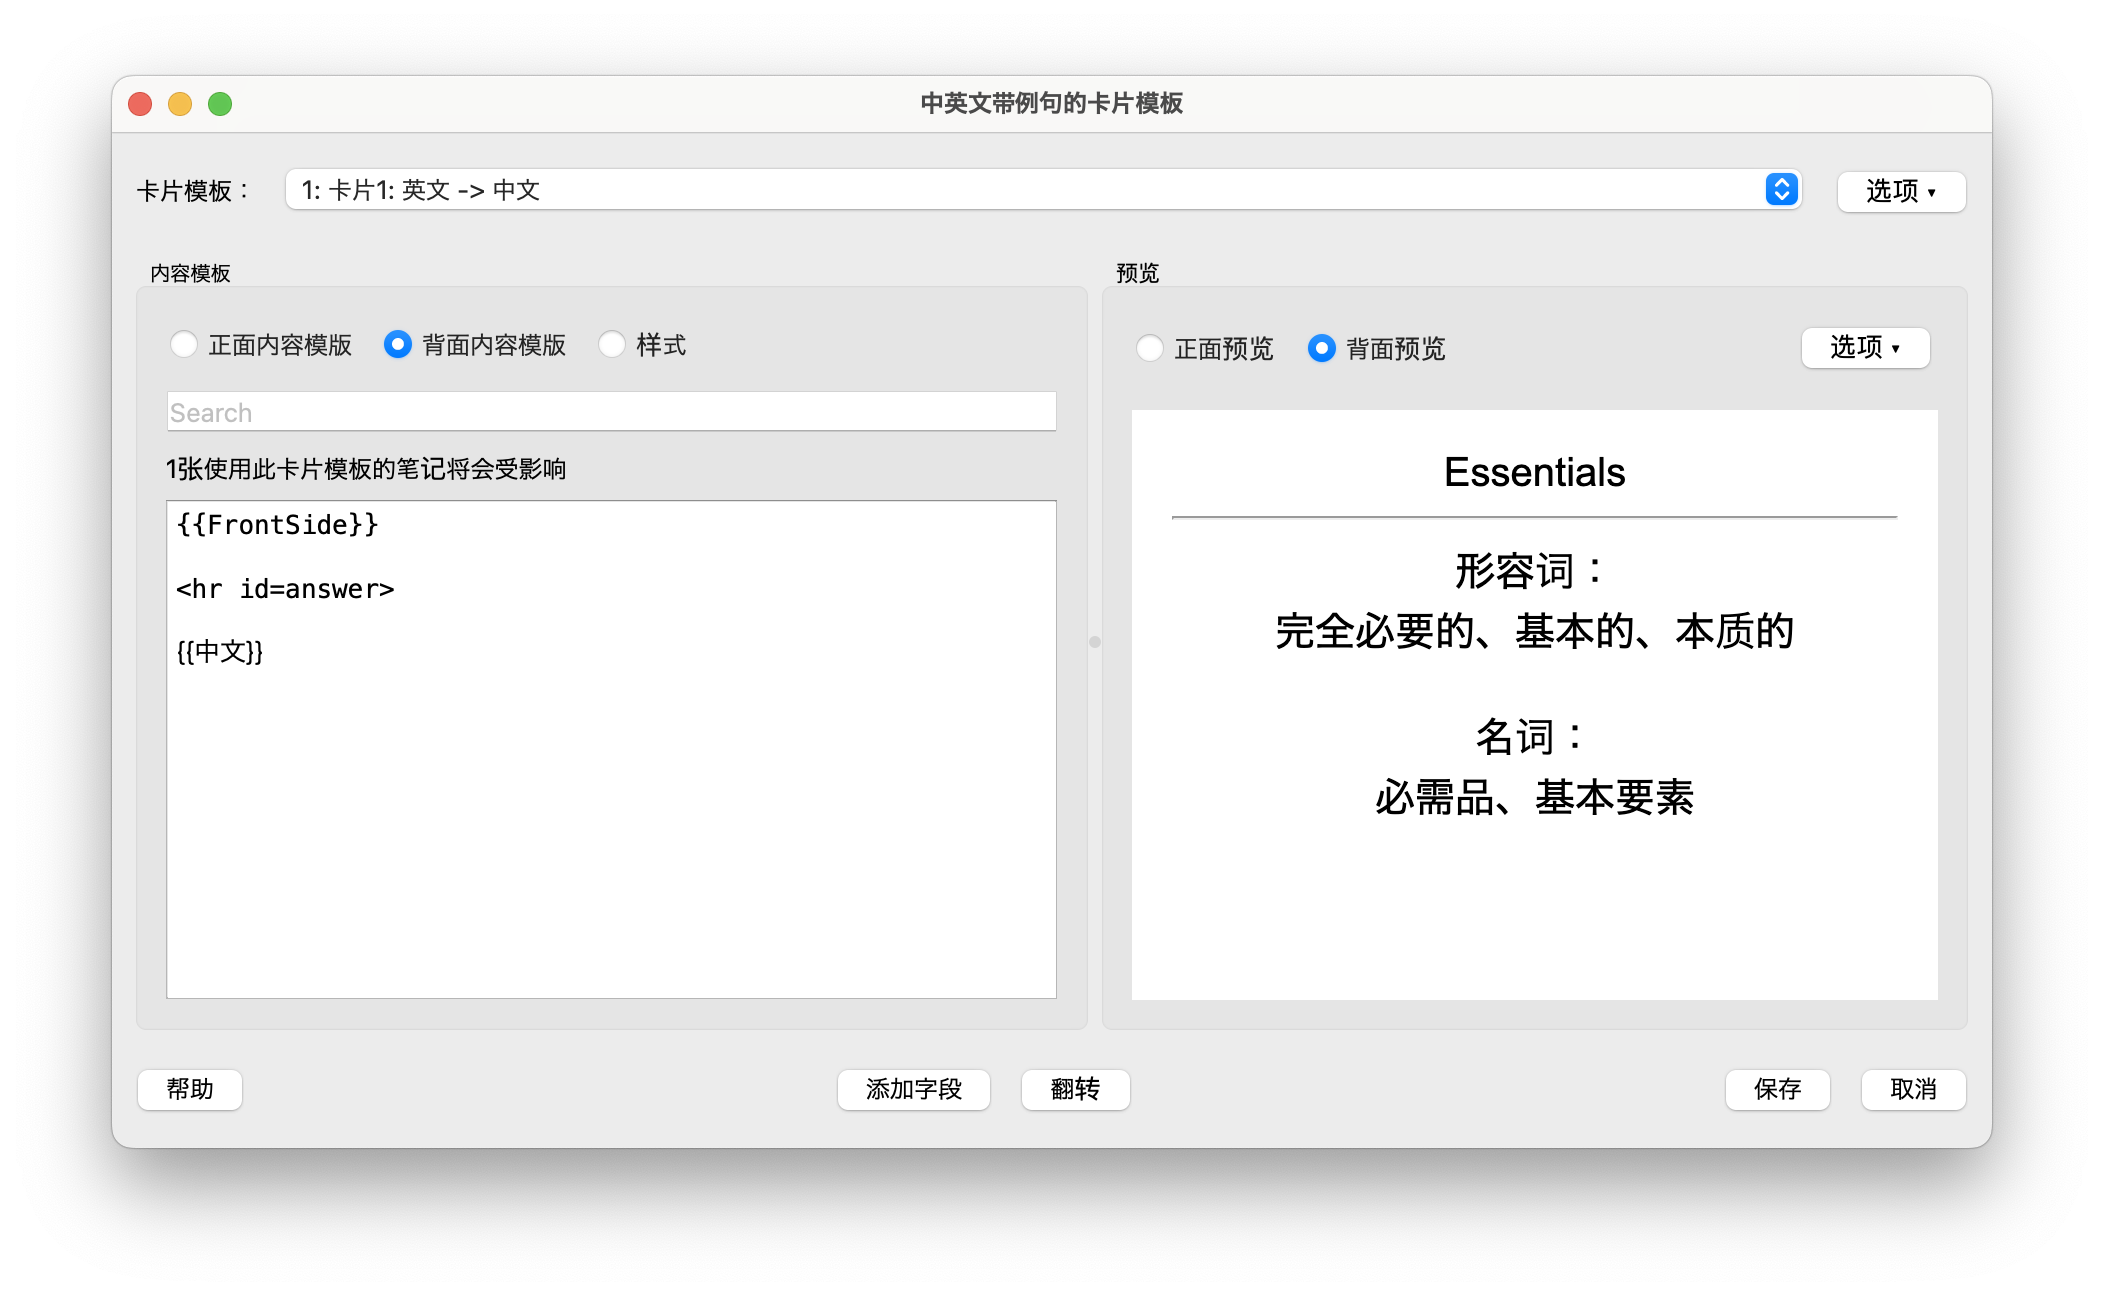 中英文带例句的卡片模板
卡片模板：
1: 卡片1: 英文 -> 中文
选项 ▾
内容模板
正面内容模版
背面内容模版
样式
Search
1张使用此卡片模板的笔记将会受影响
{{FrontSide}}
<hr id=answer>
{{中文}}
预览
正面预览
背面预览
选项 ▾
Essentials
形容词：
完全必要的、基本的、本质的
名词：
必需品、基本要素
帮助
添加字段
翻转
保存
取消